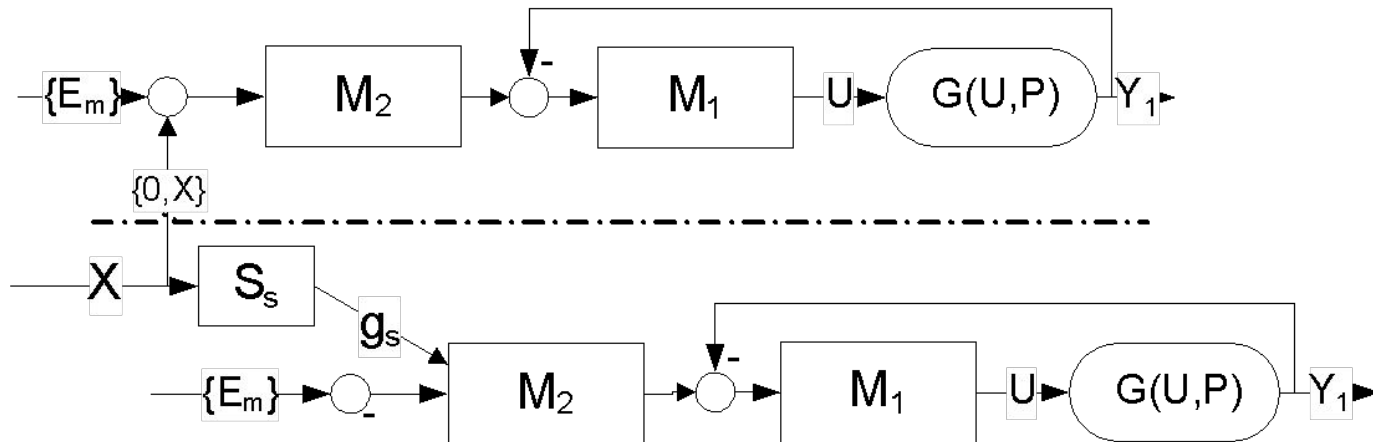 {Eₘ} M₂ - M₁ U G(U,P) Y₁
{0,X}
X Sₛ
gₛ
{Eₘ} - M₂ - M₁ U G(U,P) Y₁